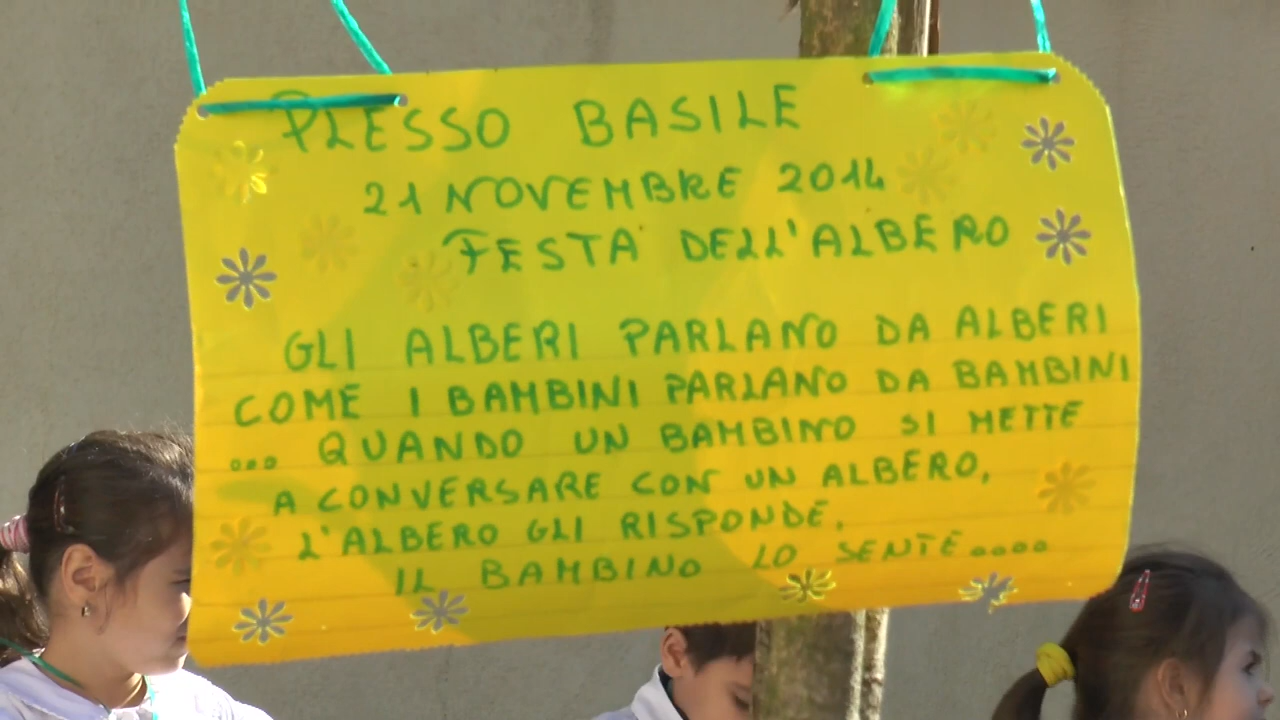 PLESSO BASILE
21 NOVEMBRE 2014
FESTA DELL'ALBERO
GLI ALBERI PARLANO DA ALBERI
COME I BAMBINI PARLANO DA BAMBINI
... QUANDO UN BAMBINO SI METTE
A CONVERSARE CON UN ALBERO,
L'ALBERO GLI RISPONDE.
IL BAMBINO LO SENTE....